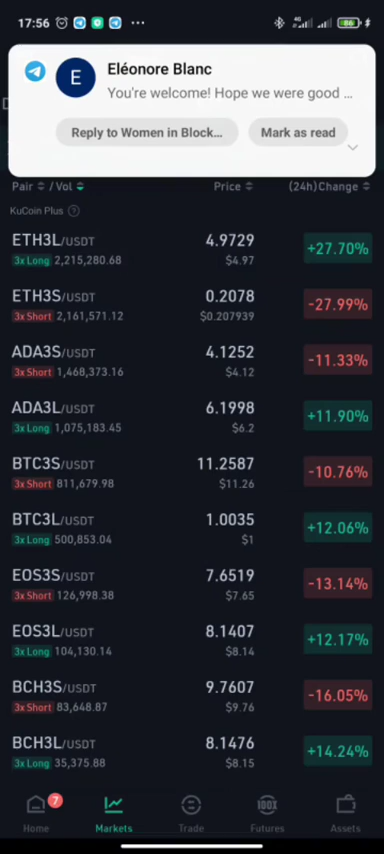 17:56
4G
86
E
Eléonore Blanc
You're welcome! Hope we were good ...
Reply to Women in Block...
Mark as read
Pair / Vol Price (24h)Change
KuCoin Plus ?
ETH3L/USDT 4.9729 +27.70%
3x Long 2,215,280.68 $4.97
ETH3S/USDT 0.2078 -27.99%
3x Short 2,161,571.12 $0.207939
ADA3S/USDT 4.1252 -11.33%
3x Short 1,468,373.16 $4.12
ADA3L/USDT 6.1998 +11.90%
3x Long 1,075,183.45 $6.2
BTC3S/USDT 11.2587 -10.76%
3x Short 811,679.98 $11.26
BTC3L/USDT 1.0035 +12.06%
3x Long 500,853.04 $1
EOS3S/USDT 7.6519 -13.14%
3x Short 126,998.38 $7.65
EOS3L/USDT 8.1407 +12.17%
3x Long 104,130.14 $8.14
BCH3S/USDT 9.7607 -16.05%
3x Short 83,648.87 $9.76
BCH3L/USDT 8.1476 +14.24%
3x Long 35,375.88 $8.15
7 100X
Home Markets Trade Futures Assets